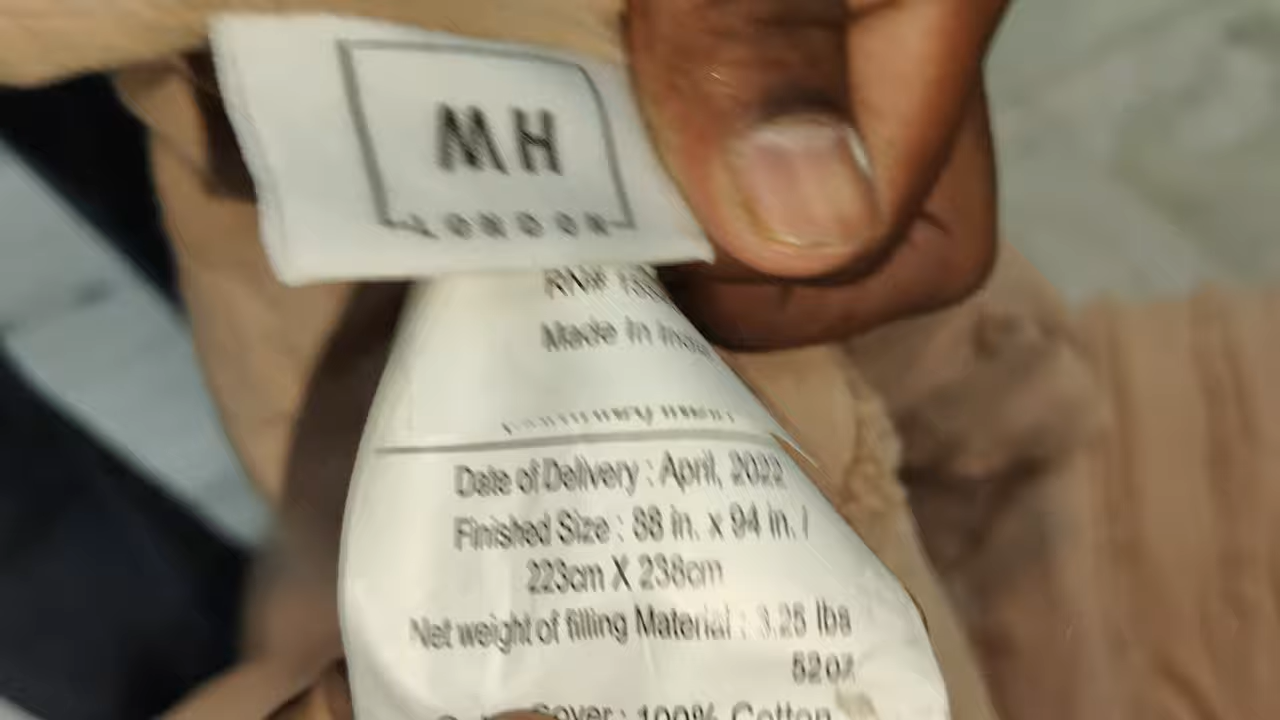 MH
LONDON
RN#
Made in India
Date of Delivery : April, 2022
Finished Size : 88 in. x 94 in. /
223cm X 238cm
Net weight of filling Material : 3.25 lbs
52oz
Cover : 100% Cotton